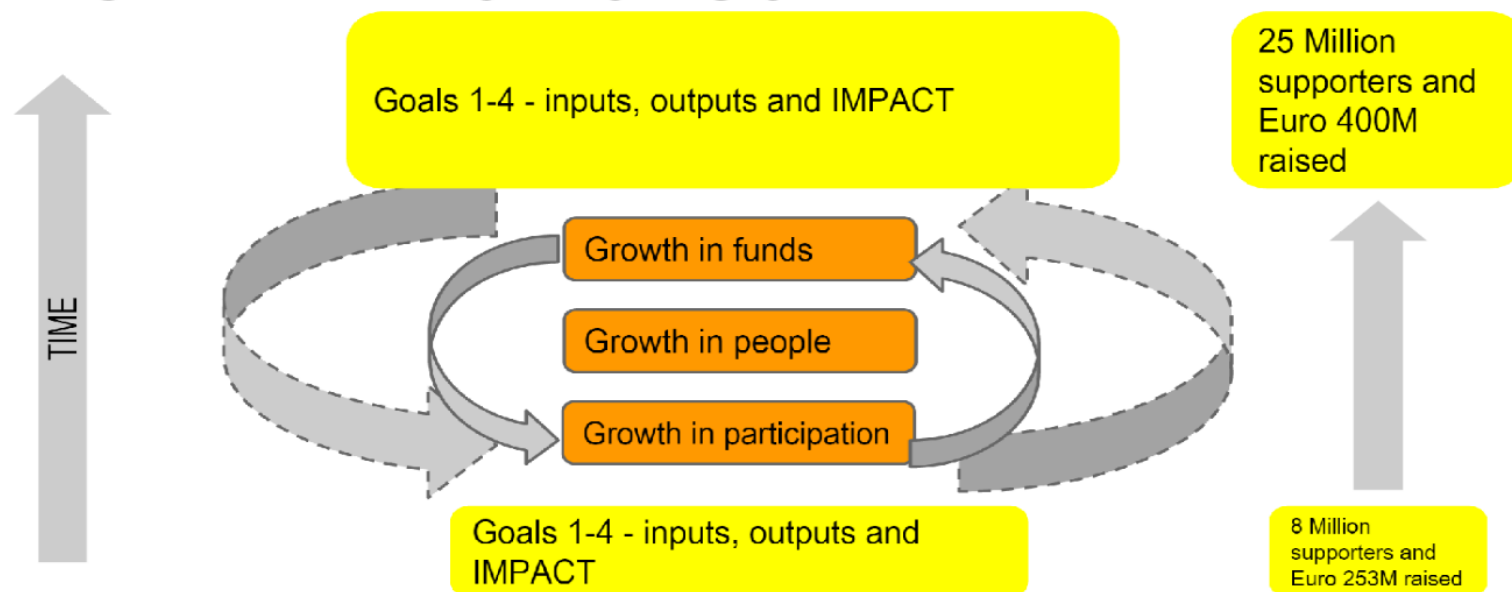 Goals 1-4 - inputs, outputs and IMPACT
25 Million
supporters and
Euro 400M
raised
TIME
Growth in funds
Growth in people
Growth in participation
Goals 1-4 - inputs, outputs and
IMPACT
8 Million
supporters and
Euro 253M raised